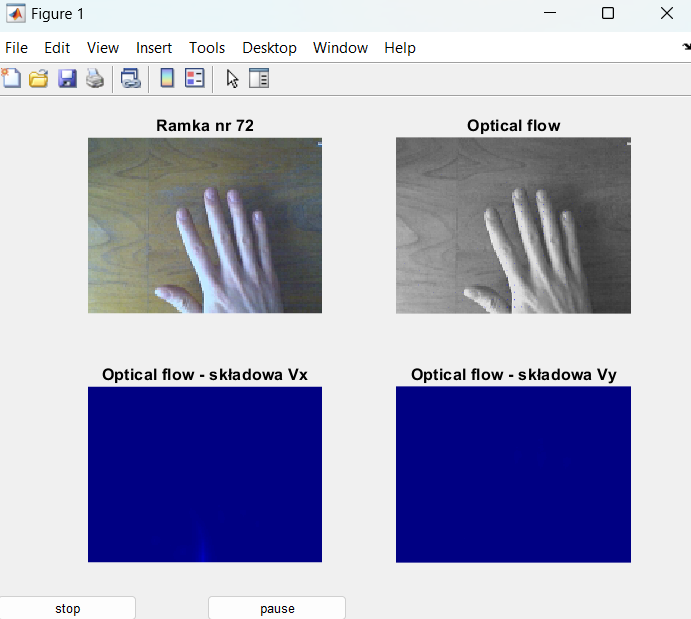 Figure 1
File Edit View Insert Tools Desktop Window Help
Ramka nr 72
Optical flow
Optical flow - składowa Vx
Optical flow - składowa Vy
stop
pause